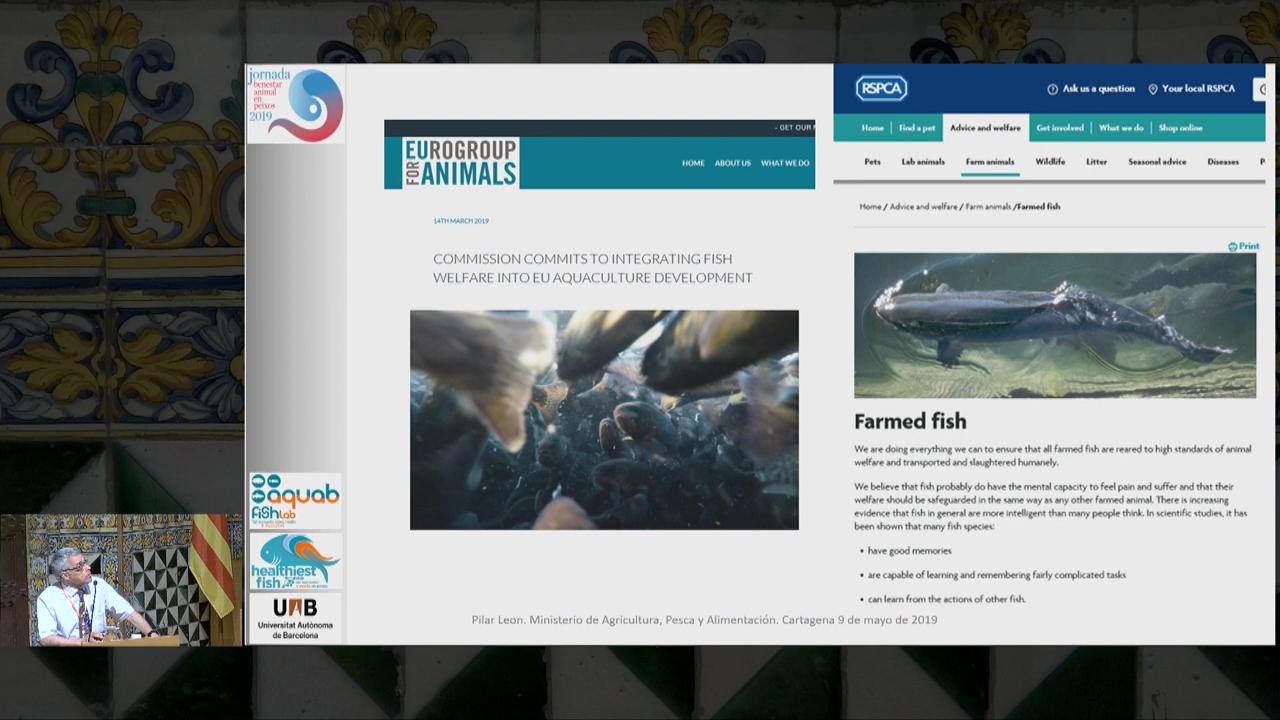 jornada
benestar
animal
en
peixos
2019
- GET OUR
EUROGROUP
FOR ANIMALS
HOME ABOUT US WHAT WE DO
14TH MARCH 2019
COMMISSION COMMITS TO INTEGRATING FISH
WELFARE INTO EU AQUACULTURE DEVELOPMENT
RSPCA
Ask us a question Your local RSPCA
Home Find a pet Advice and welfare Get involved What we do Shop online
Pets Lab animals Farm animals Wildlife Litter Seasonal advice Diseases P
Home / Advice and welfare / Farm animals /Farmed fish
Print
Farmed fish
We are doing everything we can to ensure that all farmed fish are reared to high standards of animal
welfare and transported and slaughtered humanely.
We believe that fish probably do have the mental capacity to feel pain and suffer and that their
welfare should be safeguarded in the same way as any other farmed animal. There is increasing
evidence that fish in general are more intelligent than many people think. In scientific studies, it has
been shown that many fish species:
• have good memories
• are capable of learning and remembering fairly complicated tasks
• can learn from the actions of other fish.
aquab
fishlab
healthiest
fish
UAB
Universitat Autònoma
de Barcelona
Pilar Leon. Ministerio de Agricultura, Pesca y Alimentación. Cartagena 9 de mayo de 2019